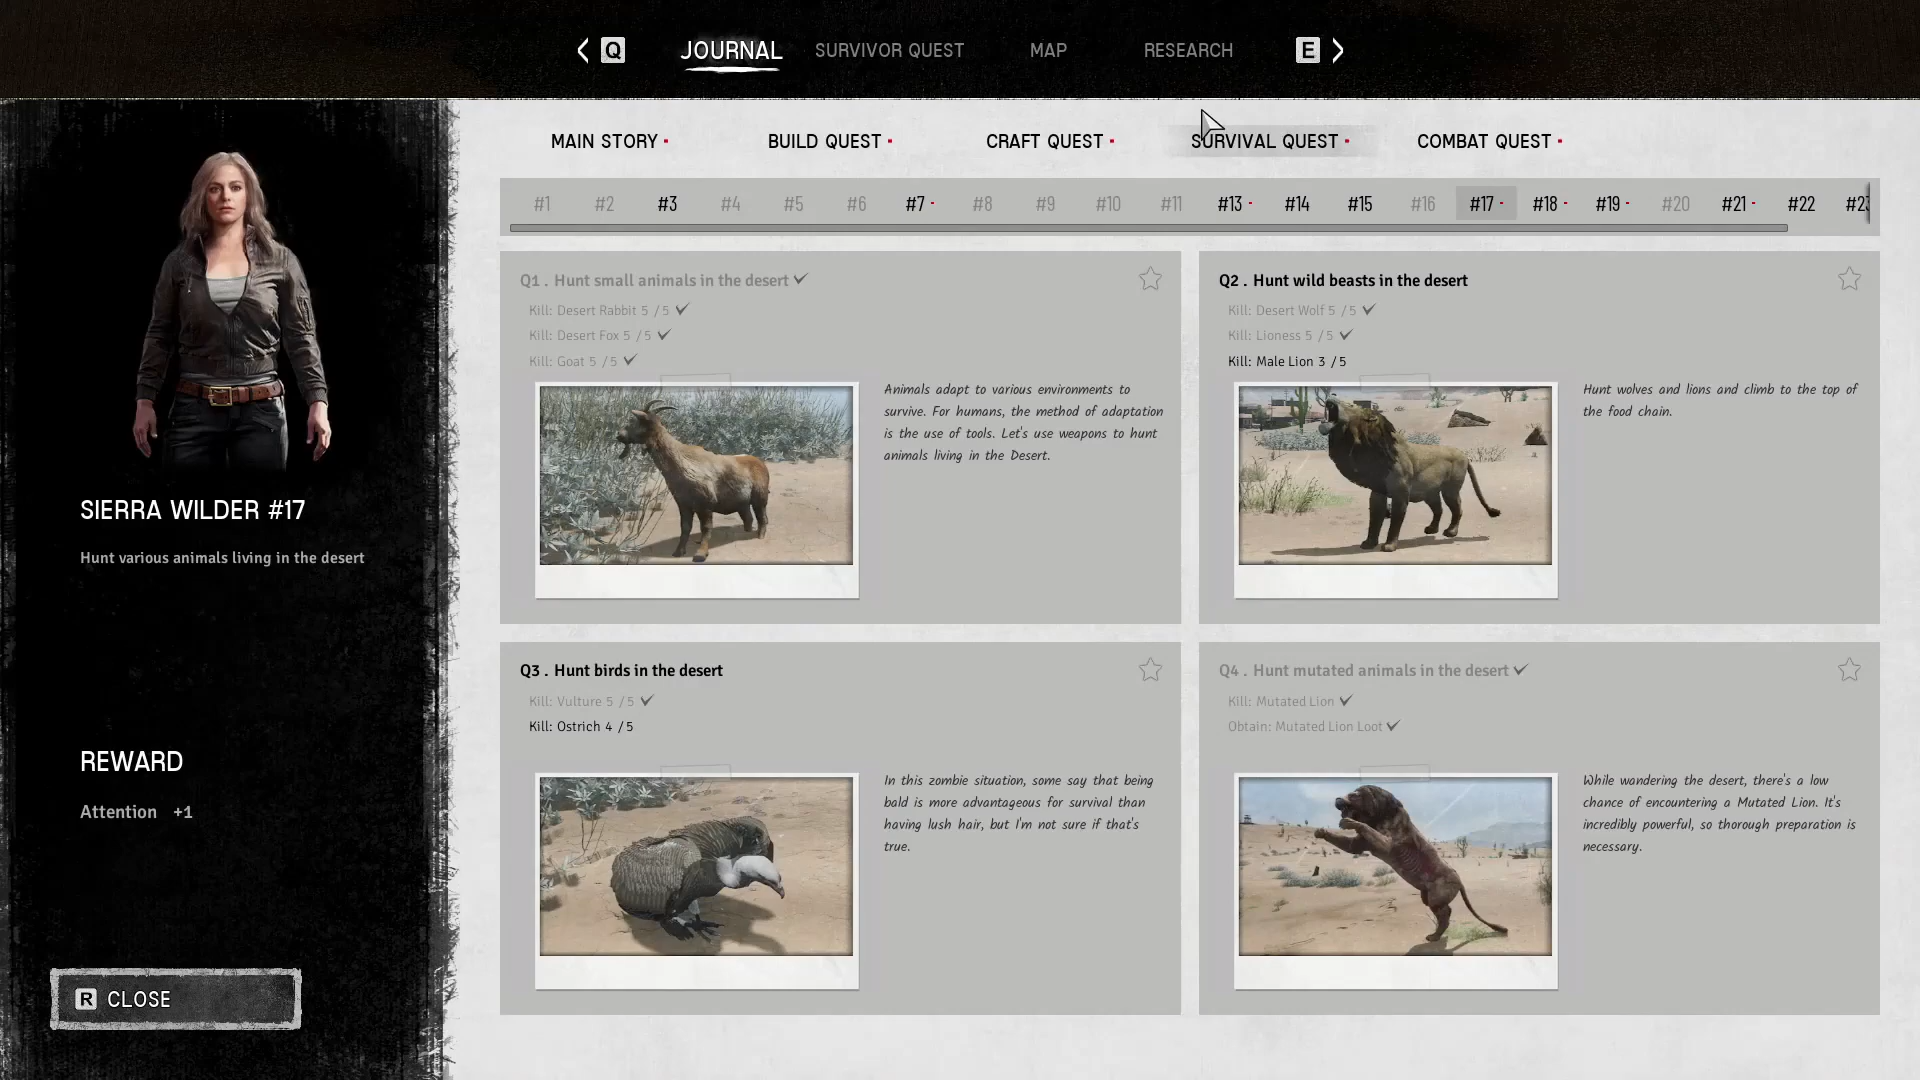 Q JOURNAL SURVIVOR QUEST MAP RESEARCH E
MAIN STORY BUILD QUEST CRAFT QUEST SURVIVAL QUEST COMBAT QUEST
#1 #2 #3 #4 #5 #6 #7 #8 #9 #10 #11 #13 #14 #15 #16 #17 #18 #19 #20 #21 #22
SIERRA WILDER #17
Hunt various animals living in the desert
REWARD
Attention +1
R CLOSE
Q1 . Hunt small animals in the desert
Kill: Desert Rabbit 5 / 5
Kill: Desert Fox 5 / 5
Kill: Goat 5 / 5
Animals adapt to various environments to
survive. For humans, the method of adaptation
is the use of tools. Let's use weapons to hunt
animals living in the Desert.
Q2 . Hunt wild beasts in the desert
Kill: Desert Wolf 5 / 5
Kill: Lioness 5 / 5
Kill: Male Lion 3 / 5
Hunt wolves and lions and climb to the top of
the food chain.
Q3 . Hunt birds in the desert
Kill: Vulture 5 / 5
Kill: Ostrich 4 / 5
In this zombie situation, some say that being
bald is more advantageous for survival than
having lush hair, but I'm not sure if that's
true.
Q4 . Hunt mutated animals in the desert
Kill: Mutated Lion
Obtain: Mutated Lion Loot
While wandering the desert, there's a low
chance of encountering a Mutated Lion. It's
incredibly powerful, so thorough preparation is
necessary.